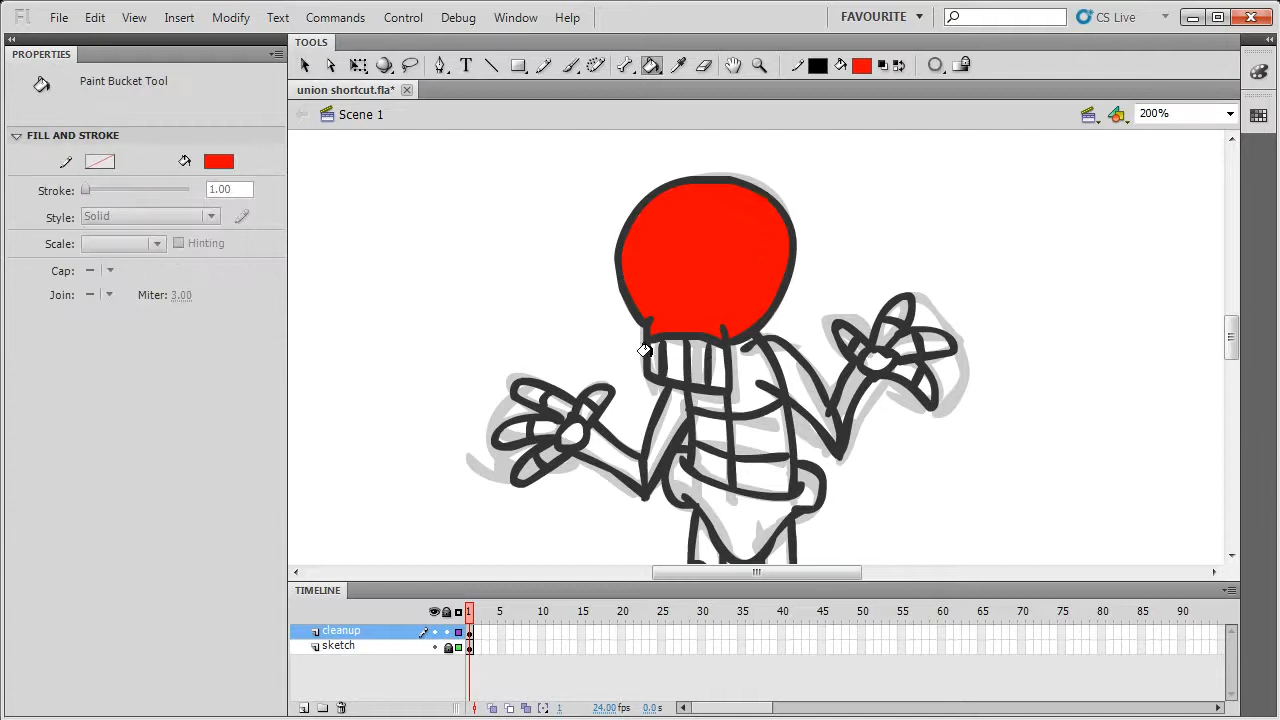 Fl File Edit View Insert Modify Text Commands Control Debug Window Help FAVOURITE CS Live
PROPERTIES
TOOLS
Paint Bucket Tool
union shortcut.fla*
Scene 1
200%
FILL AND STROKE
Stroke: 1.00
Style: Solid
Scale: Hinting
Cap:
Join: Miter: 3.00
TIMELINE
1 5 10 15 20 25 30 35 40 45 50 55 60 65 70 75 80 85 90
cleanup
sketch
1 24.00 fps 0.0 s